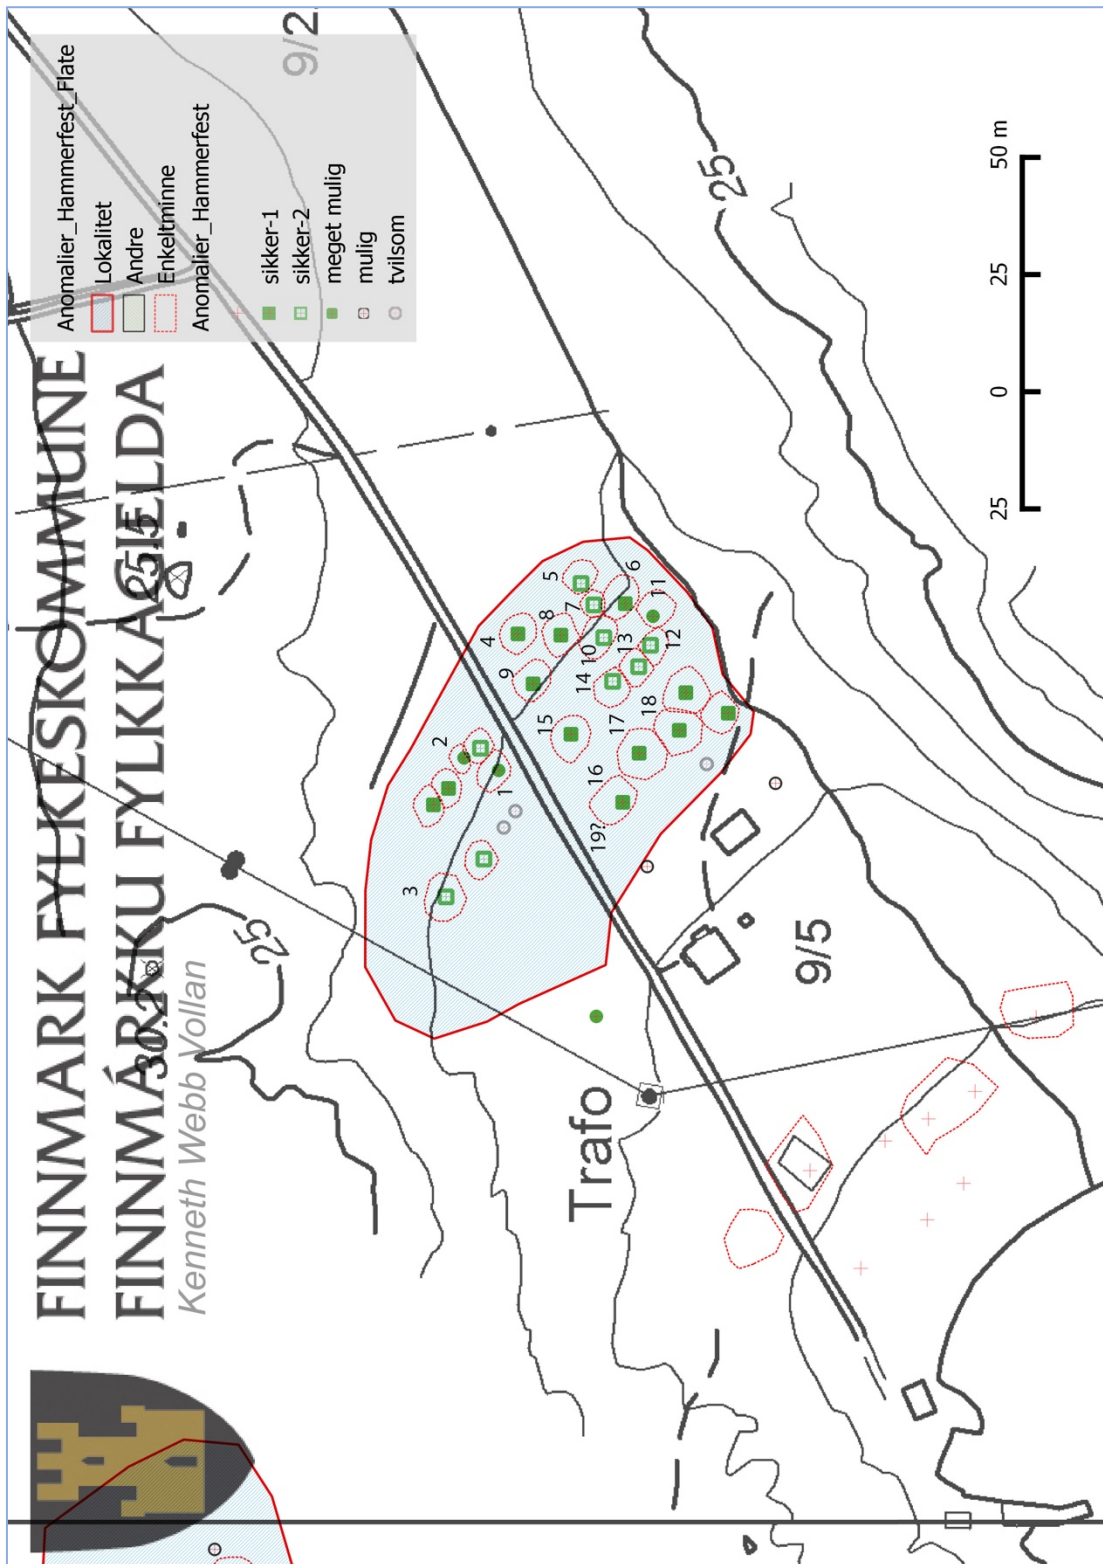 FINNMARK FYLKESKOMMUNE
FINNMÁRKKU FYLKKAGIELDA
Kenneth Webb Vollan
Anomalier_Hammerfest_Flate
Lokalitet
Andre
Enkeltminne
Anomalier_Hammerfest
sikker-1
sikker-2
meget mulig
mulig
tvilsom
9/2
25.5
30.2
25
25
Trafo
9/5
1
2
3
4
5
6
7
8
9
10
11
12
13
14
15
16
17
18
19?
25 0 25 50 m